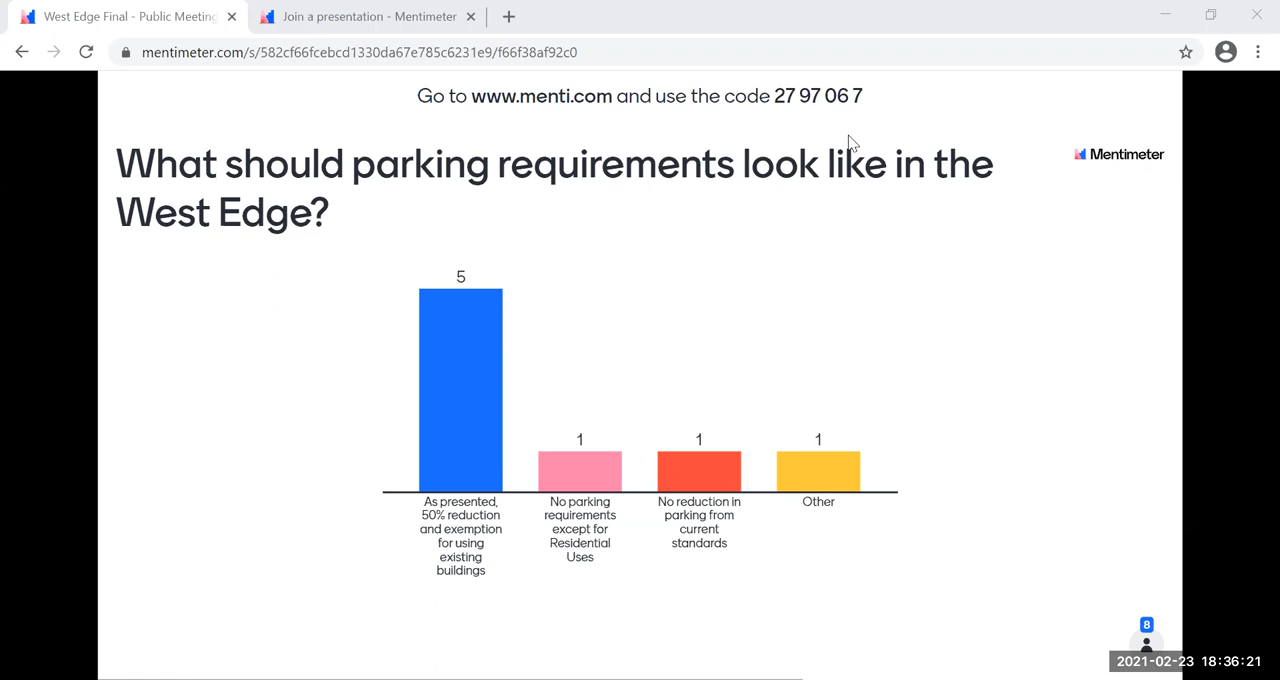 West Edge Final - Public Meeting
Join a presentation - Mentimeter
mentimeter.com/s/582cf66fcebcd1330da67e785c6231e9/f66f38af92c0
Go to www.menti.com and use the code 27 97 06 7
What should parking requirements look like in the
West Edge?
Mentimeter
5
1
1
1
As presented,
50% reduction
and exemption
for using
existing
buildings
No parking
requirements
except for
Residential
Uses
No reduction in
parking from
current
standards
Other
8
2021-02-23 18:36:21